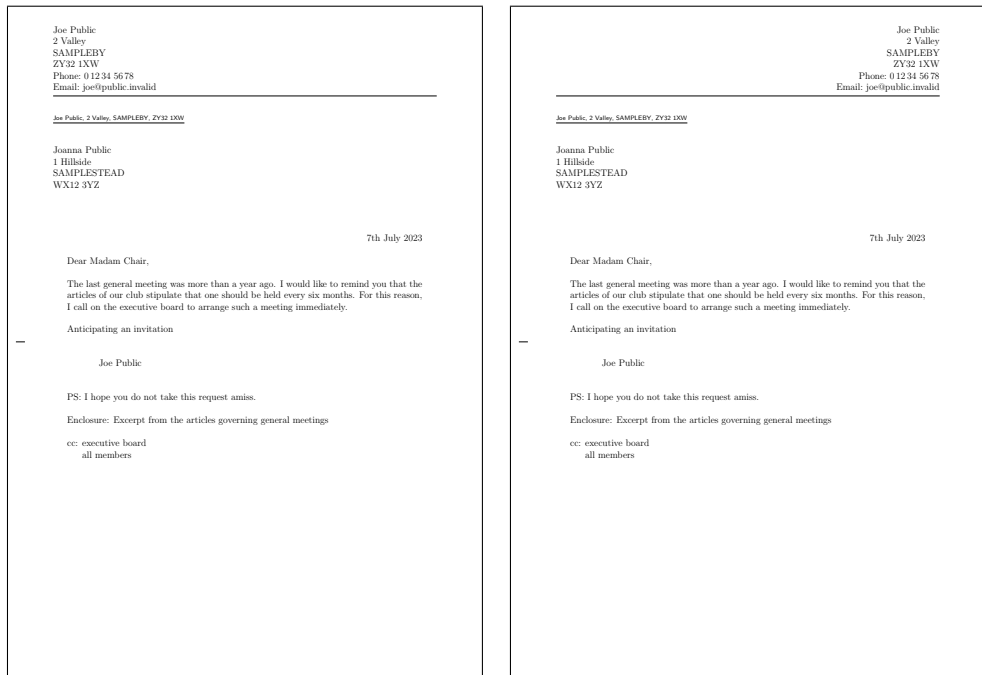 Joe Public
2 Valley
SAMPLEBY
ZY32 1XW
Phone: 0 12 34 56 78
Email: joe@public.invalid
Joe Public, 2 Valley, SAMPLEBY, ZY32 1XW
Joanna Public
1 Hillside
SAMPLESTEAD
WX12 3YZ
7th July 2023
Dear Madam Chair,
The last general meeting was more than a year ago. I would like to remind you that the
articles of our club stipulate that one should be held every six months. For this reason,
I call on the executive board to arrange such a meeting immediately.
Anticipating an invitation
Joe Public
PS: I hope you do not take this request amiss.
Enclosure: Excerpt from the articles governing general meetings
cc: executive board
all members
Joe Public
2 Valley
SAMPLEBY
ZY32 1XW
Phone: 0 12 34 56 78
Email: joe@public.invalid
Joe Public, 2 Valley, SAMPLEBY, ZY32 1XW
Joanna Public
1 Hillside
SAMPLESTEAD
WX12 3YZ
7th July 2023
Dear Madam Chair,
The last general meeting was more than a year ago. I would like to remind you that the
articles of our club stipulate that one should be held every six months. For this reason,
I call on the executive board to arrange such a meeting immediately.
Anticipating an invitation
Joe Public
PS: I hope you do not take this request amiss.
Enclosure: Excerpt from the articles governing general meetings
cc: executive board
all members